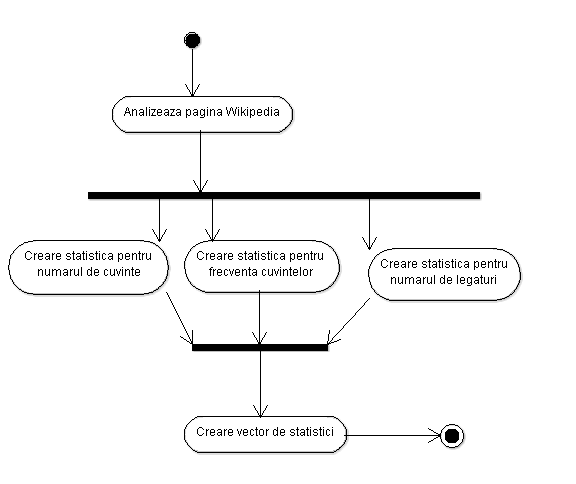 Analizeaza pagina Wikipedia
Creare statistica pentru
numarul de cuvinte
Creare statistica pentru
frecventa cuvintelor
Creare statistica pentru
numarul de legaturi
Creare vector de statistici